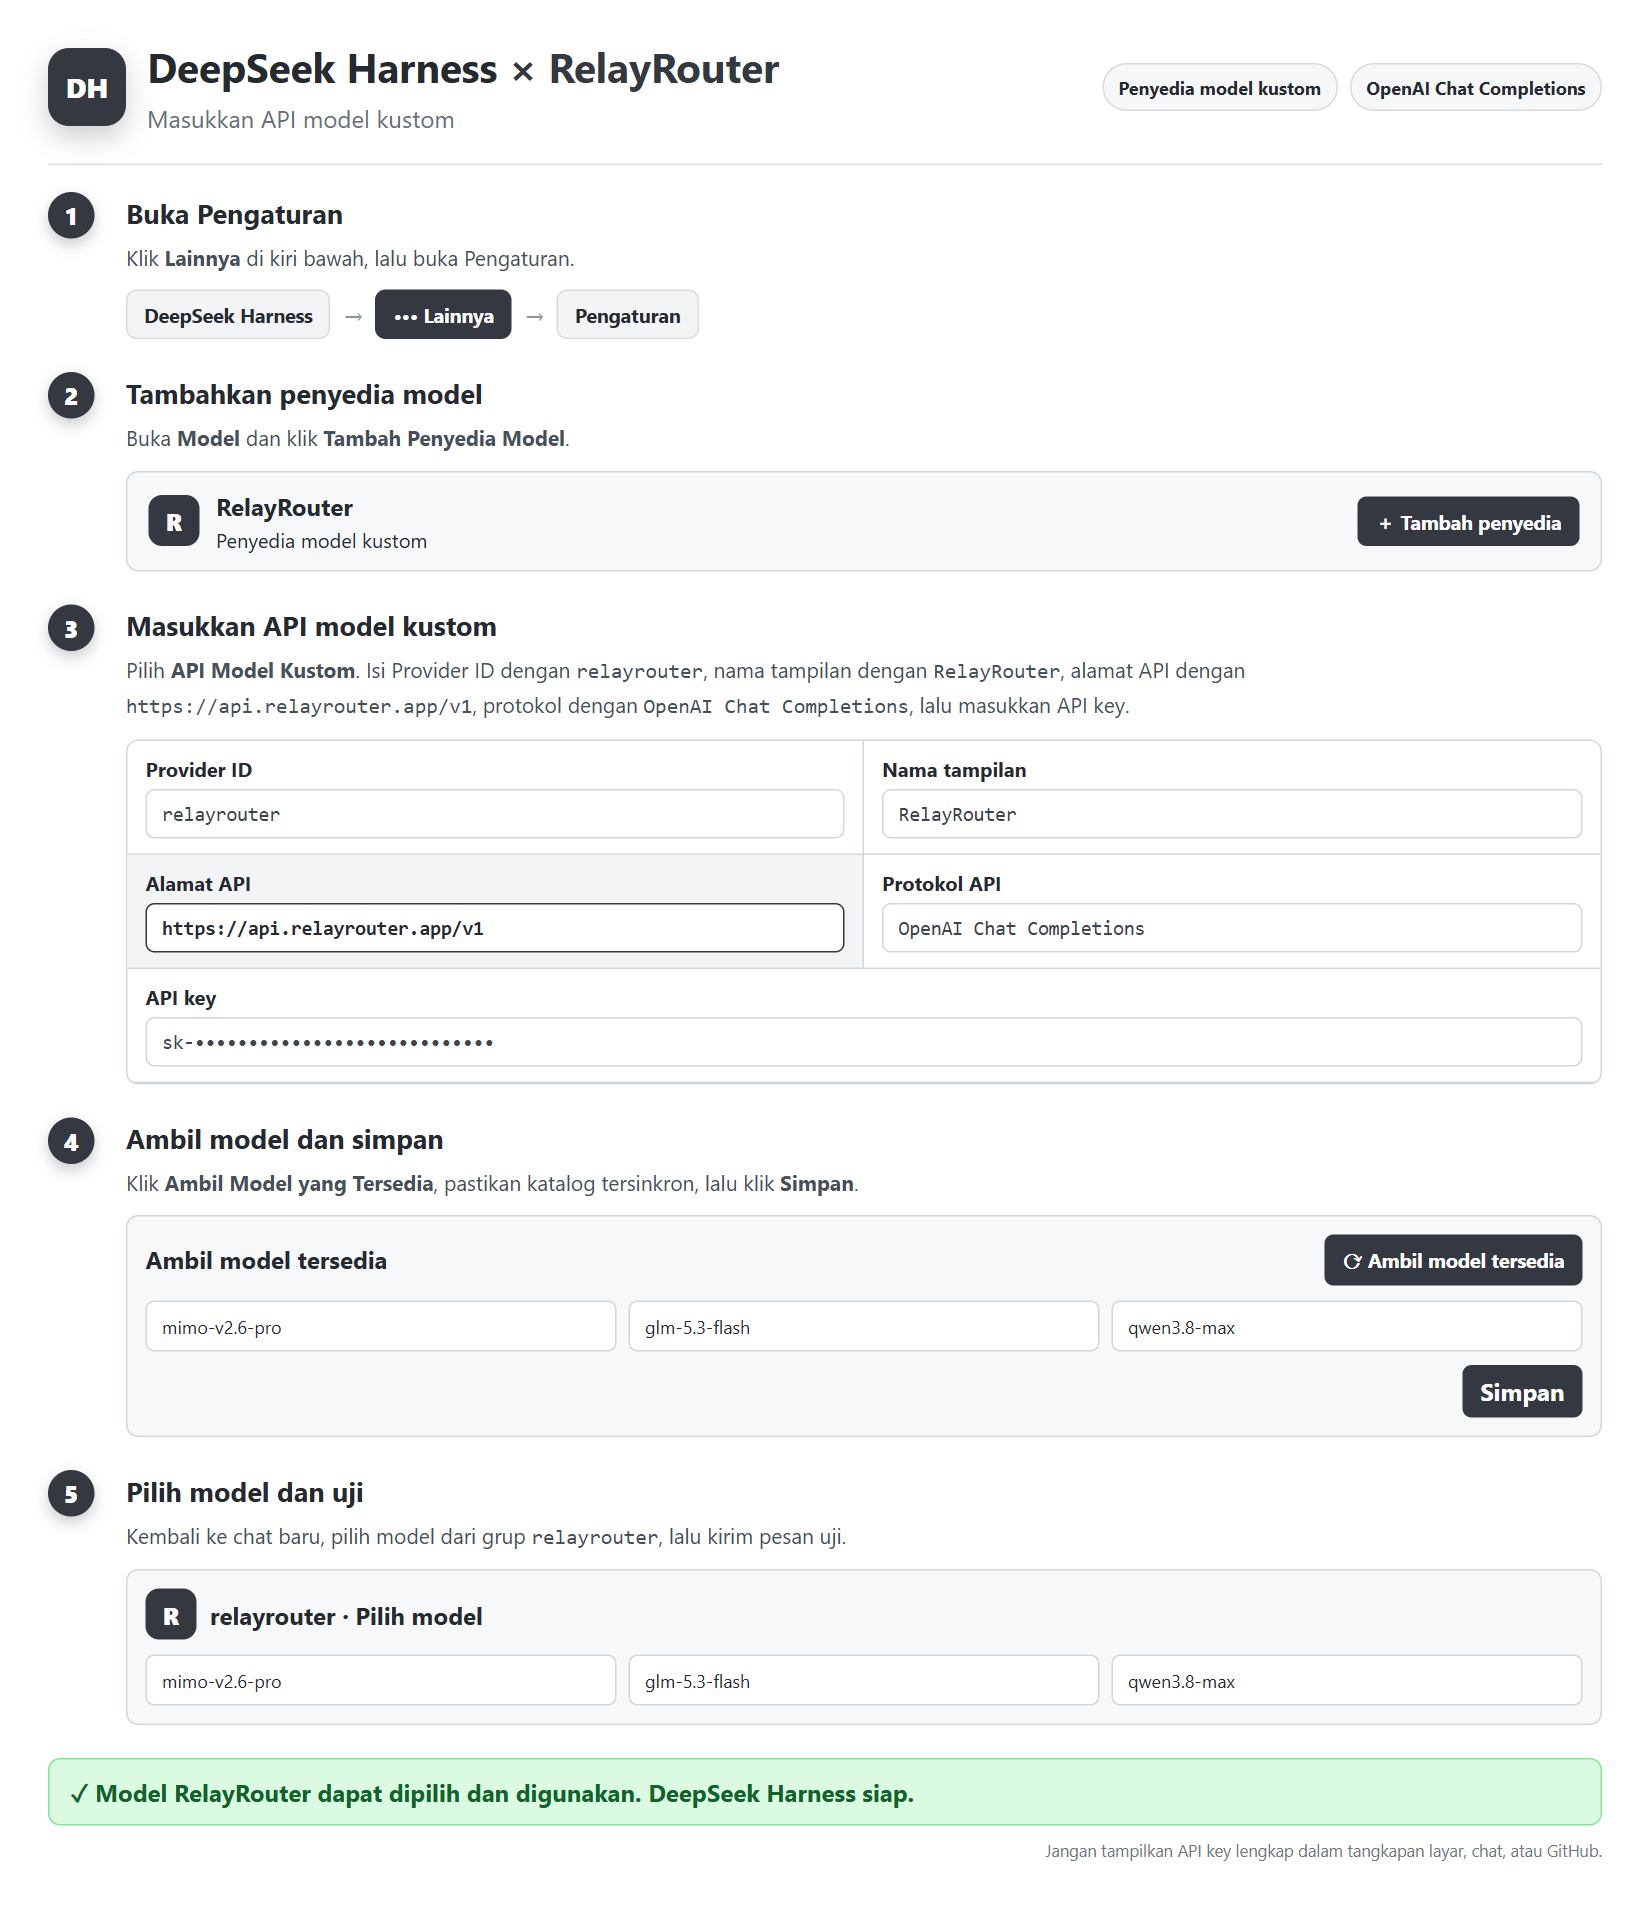 DH
DeepSeek Harness × RelayRouter
Masukkan API model kustom
Penyedia model kustom
OpenAI Chat Completions
1
Buka Pengaturan
Klik Lainnya di kiri bawah, lalu buka Pengaturan.
DeepSeek Harness → ••• Lainnya → Pengaturan
2
Tambahkan penyedia model
Buka Model dan klik Tambah Penyedia Model.
R
RelayRouter
Penyedia model kustom
+ Tambah penyedia
3
Masukkan API model kustom
Pilih API Model Kustom. Isi Provider ID dengan relayrouter, nama tampilan dengan RelayRouter, alamat API dengan
https://api.relayrouter.app/v1, protokol dengan OpenAI Chat Completions, lalu masukkan API key.
Provider ID
relayrouter
Nama tampilan
RelayRouter
Alamat API
https://api.relayrouter.app/v1
Protokol API
OpenAI Chat Completions
API key
sk-••••••••••••••••••••••••••••
4
Ambil model dan simpan
Klik Ambil Model yang Tersedia, pastikan katalog tersinkron, lalu klik Simpan.
Ambil model tersedia
⟳ Ambil model tersedia
mimo-v2.6-pro
glm-5.3-flash
qwen3.8-max
Simpan
5
Pilih model dan uji
Kembali ke chat baru, pilih model dari grup relayrouter, lalu kirim pesan uji.
R
relayrouter · Pilih model
mimo-v2.6-pro
glm-5.3-flash
qwen3.8-max
✓ Model RelayRouter dapat dipilih dan digunakan. DeepSeek Harness siap.
Jangan tampilkan API key lengkap dalam tangkapan layar, chat, atau GitHub.